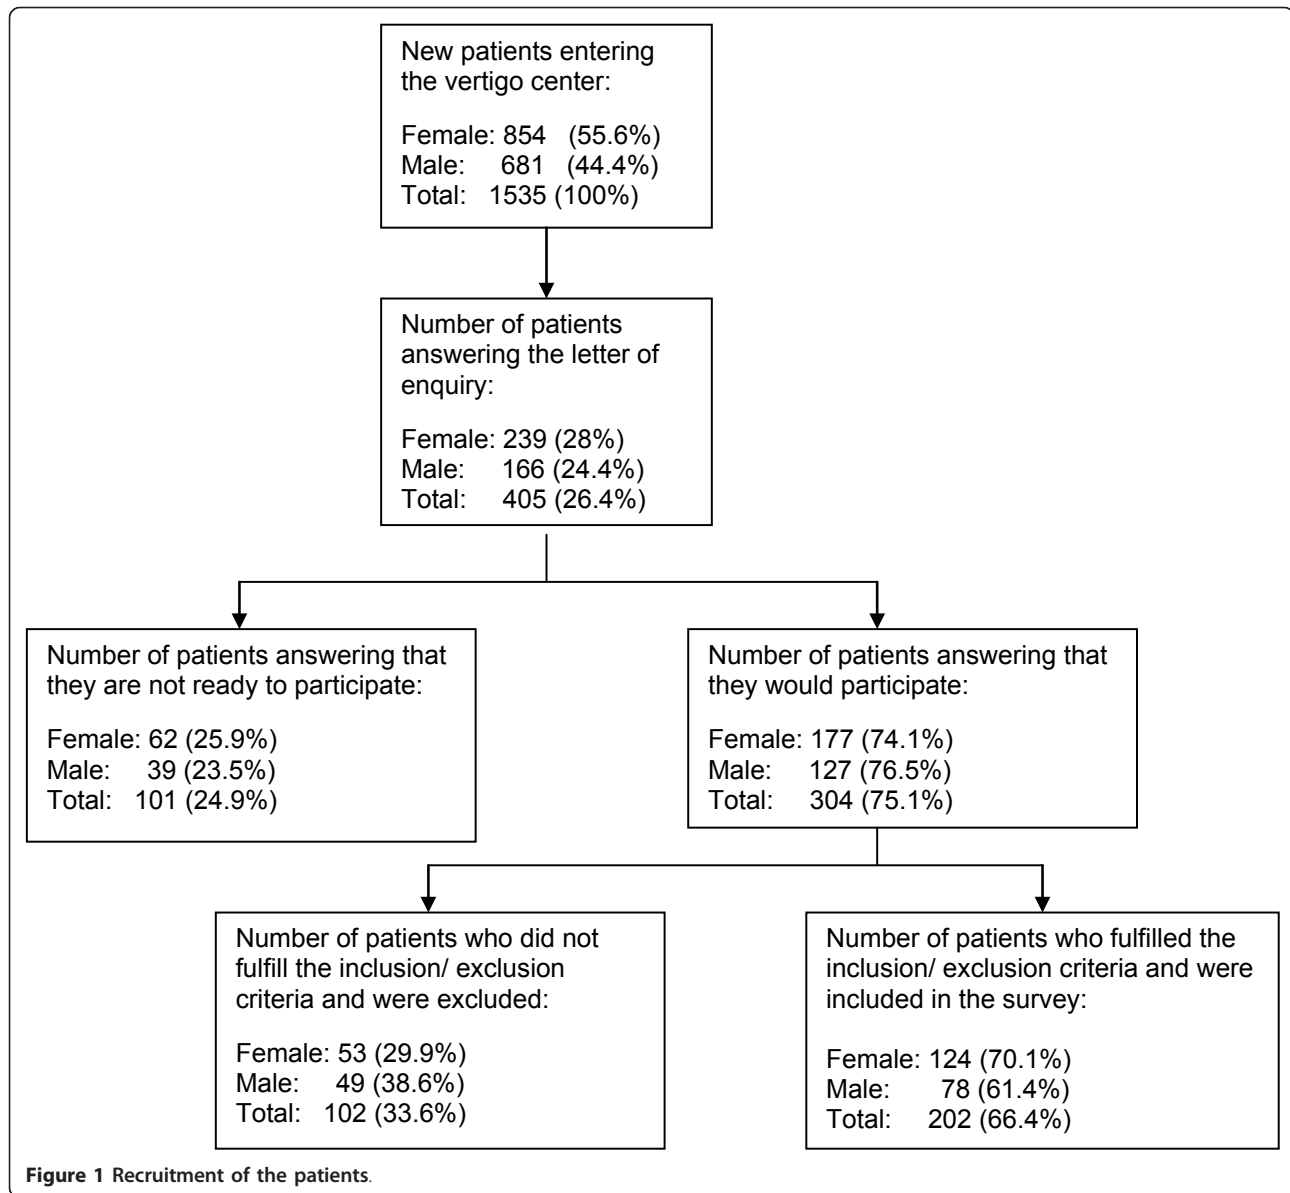 New patients entering
the vertigo center:
Female: 854 (55.6%)
Male: 681 (44.4%)
Total: 1535 (100%)
Number of patients
answering the letter of
enquiry:
Female: 239 (28%)
Male: 166 (24.4%)
Total: 405 (26.4%)
Number of patients answering that
they are not ready to participate:
Female: 62 (25.9%)
Male: 39 (23.5%)
Total: 101 (24.9%)
Number of patients answering that
they would participate:
Female: 177 (74.1%)
Male: 127 (76.5%)
Total: 304 (75.1%)
Number of patients who did not
fulfill the inclusion/ exclusion
criteria and were excluded:
Female: 53 (29.9%)
Male: 49 (38.6%)
Total: 102 (33.6%)
Number of patients who fulfilled the
inclusion/ exclusion criteria and were
included in the survey:
Female: 124 (70.1%)
Male: 78 (61.4%)
Total: 202 (66.4%)
Figure 1 Recruitment of the patients.